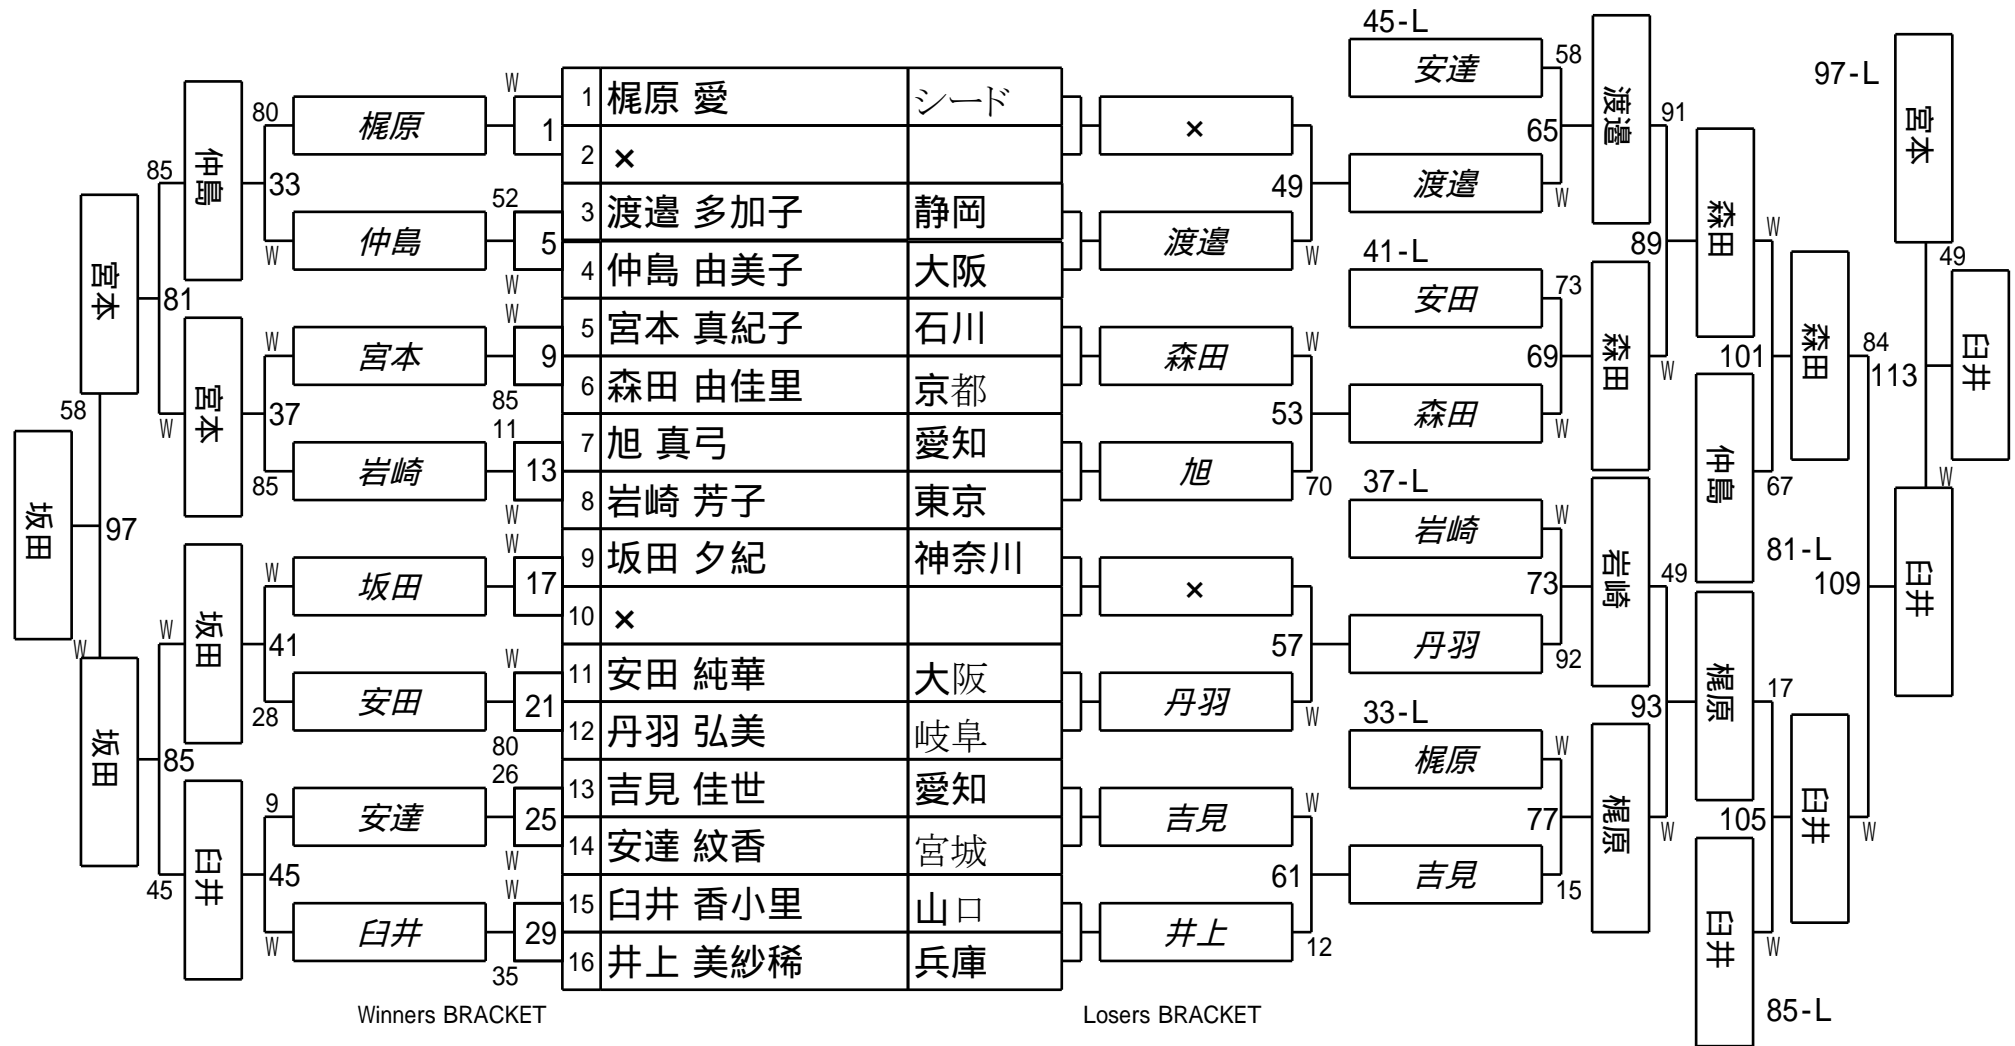 45-L
安達
58
渡邉
91
97-L
宮本
W
1 梶原 愛 シード
80
梶原
1
×
65
仲島
2 ×
森田
85
33
渡邉
52
3 渡邉 多加子 静岡
49
W
W
仲島
5
渡邉
89
W
W
4 仲島 由美子 大阪
W
41-L
49
宮本
81
安田
73
森田
臼井
W
5 宮本 真紀子 石川
W
宮本
9
森田
W
森田
84
宮本
6 森田 由佳里 京都
69
101
113
85
58
W
37
53
森田
W
W
仲島
11
7 旭 真弓 愛知
岩崎
13
旭
85
70
37-L
67
W
8 岩崎 芳子 東京
W
W
坂田
97
岩崎
岩崎
臼井
W
9 坂田 夕紀 神奈川
81-L
W
坂田
17
×
73
49
109
坂田
10 ×
梶原
W
41
57
丹羽
92
W
W
11 安田 純華 大阪
坂田
安田
21
丹羽
28
W
33-L
93
17
12 丹羽 弘美 岐阜
80
85
梶原
W
梶原
臼井
26
13 吉見 佳世 愛知
9
安達
25
吉見
W
77
W
105
W
臼井
14 安達 紋香 宮城
W
臼井
45
45
61
吉見
15
W
15 臼井 香小里 山口
臼井
29
井上
W
W
12
35
16 井上 美紗稀 兵庫
Winners BRACKET
Losers BRACKET
85-L